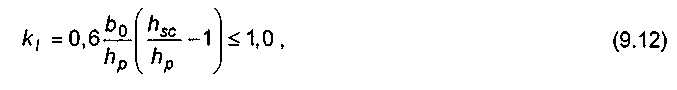 k_l = 0,6 b_0/h_p (h_sc/h_p − 1) ≤ 1,0 , (9.12)